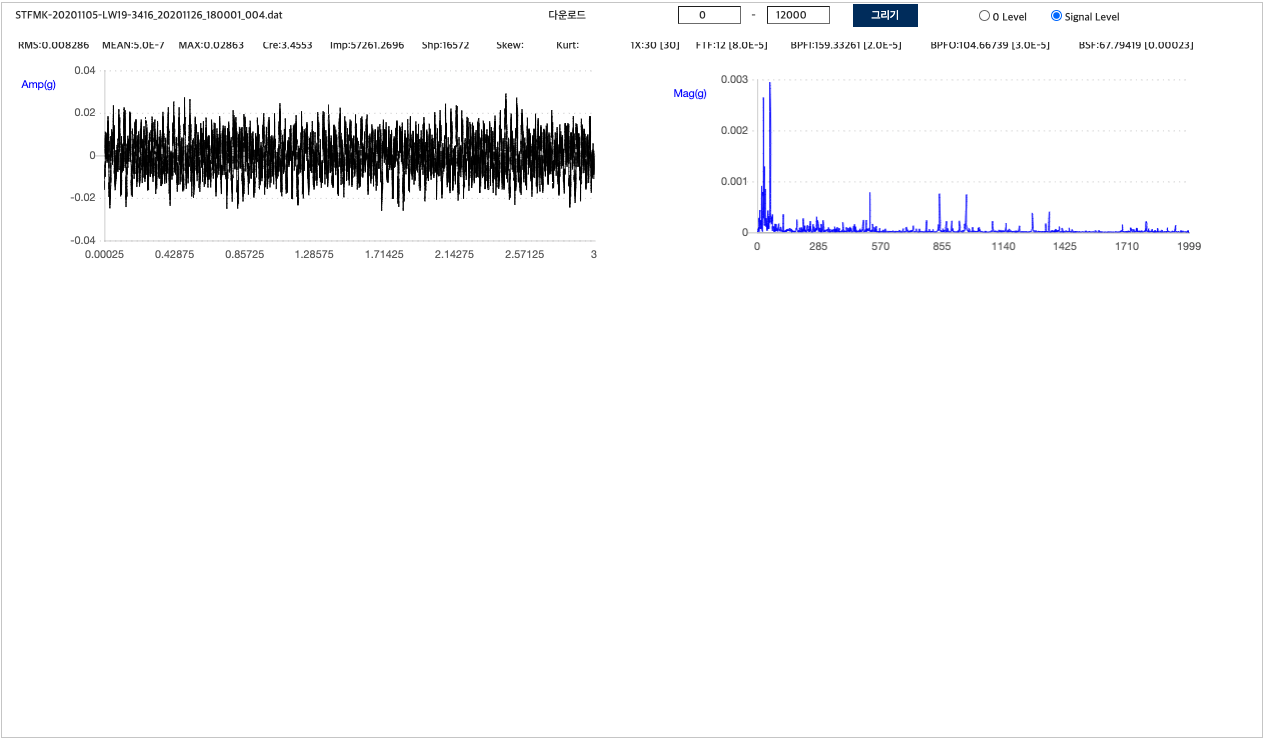 STFMK-20201105-LW19-3416_20201126_180001_004.dat 다운로드 0 - 12000 그리기 0 Level Signal Level
RMS:0.008286 MEAN:5.0E-7 MAX:0.02863 Cre:3.4553 Imp:57261.2696 Shp:16572 Skew: Kurt: 1X:30 [30] FTF:12 [8.0E-5] BPFI:159.33261 [2.0E-5] BPFO:104.66739 [3.0E-5] BSF:67.79419 [0.00023]
Amp(g)
0.04
0.02
0
-0.02
-0.04
0.00025 0.42875 0.85725 1.28575 1.71425 2.14275 2.57125 3
Mag(g)
0.003
0.002
0.001
0
0 285 570 855 1140 1425 1710 1999